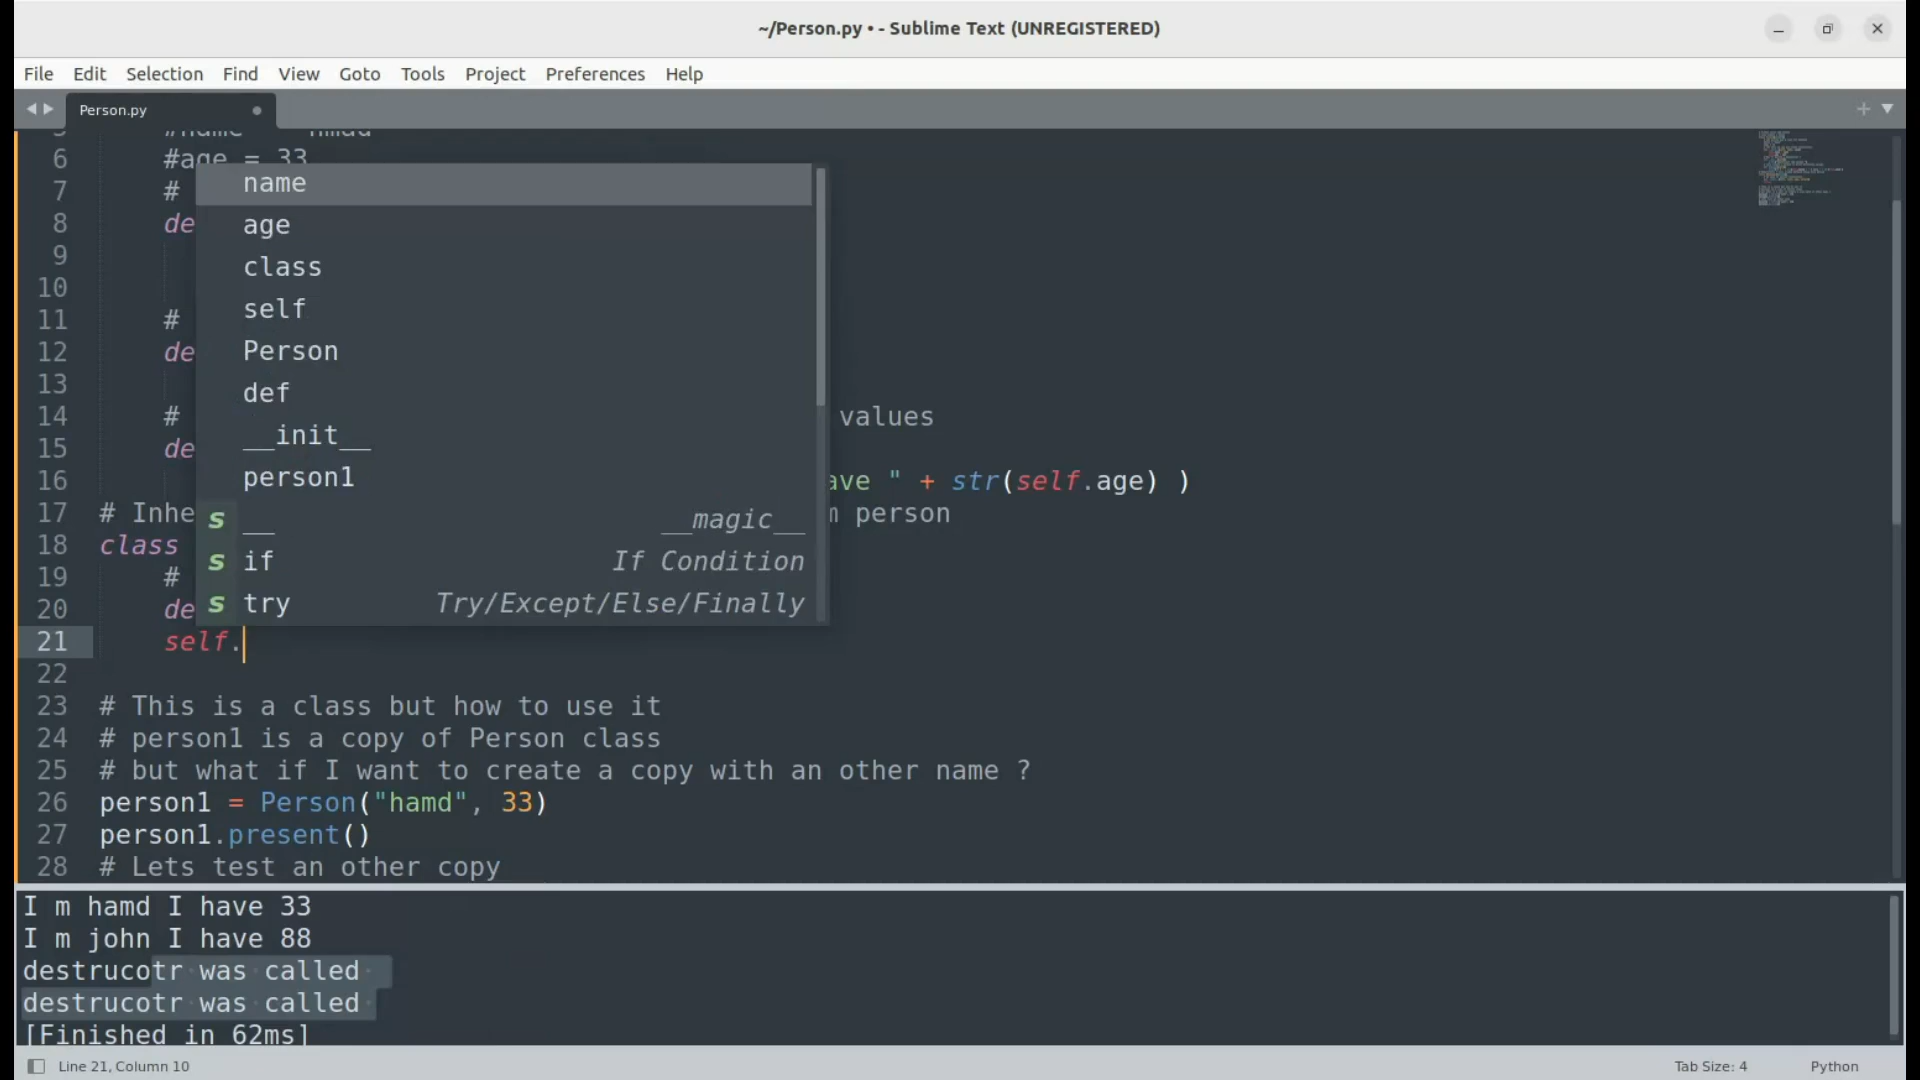 ~/Person.py • - Sublime Text (UNREGISTERED)
File Edit Selection Find View Goto Tools Project Preferences Help
Person.py
6 #age = 33
7 #
8 de
9
10
11 #
12 de
13
14 # values
15 de
16 ave " + str(self.age) )
17 # Inhe person
18 class
19 #
20 de
21 self.
22
23 # This is a class but how to use it
24 # person1 is a copy of Person class
25 # but what if I want to create a copy with an other name ?
26 person1 = Person("hamd", 33)
27 person1.present()
28 # Lets test an other copy
name
age
class
self
Person
def
__init__
person1
s __ __magic__
s if If Condition
s try Try/Except/Else/Finally
I m hamd I have 33
I m john I have 88
destrucotr was called
destrucotr was called
[Finished in 62ms]
Line 21, Column 10 Tab Size: 4 Python